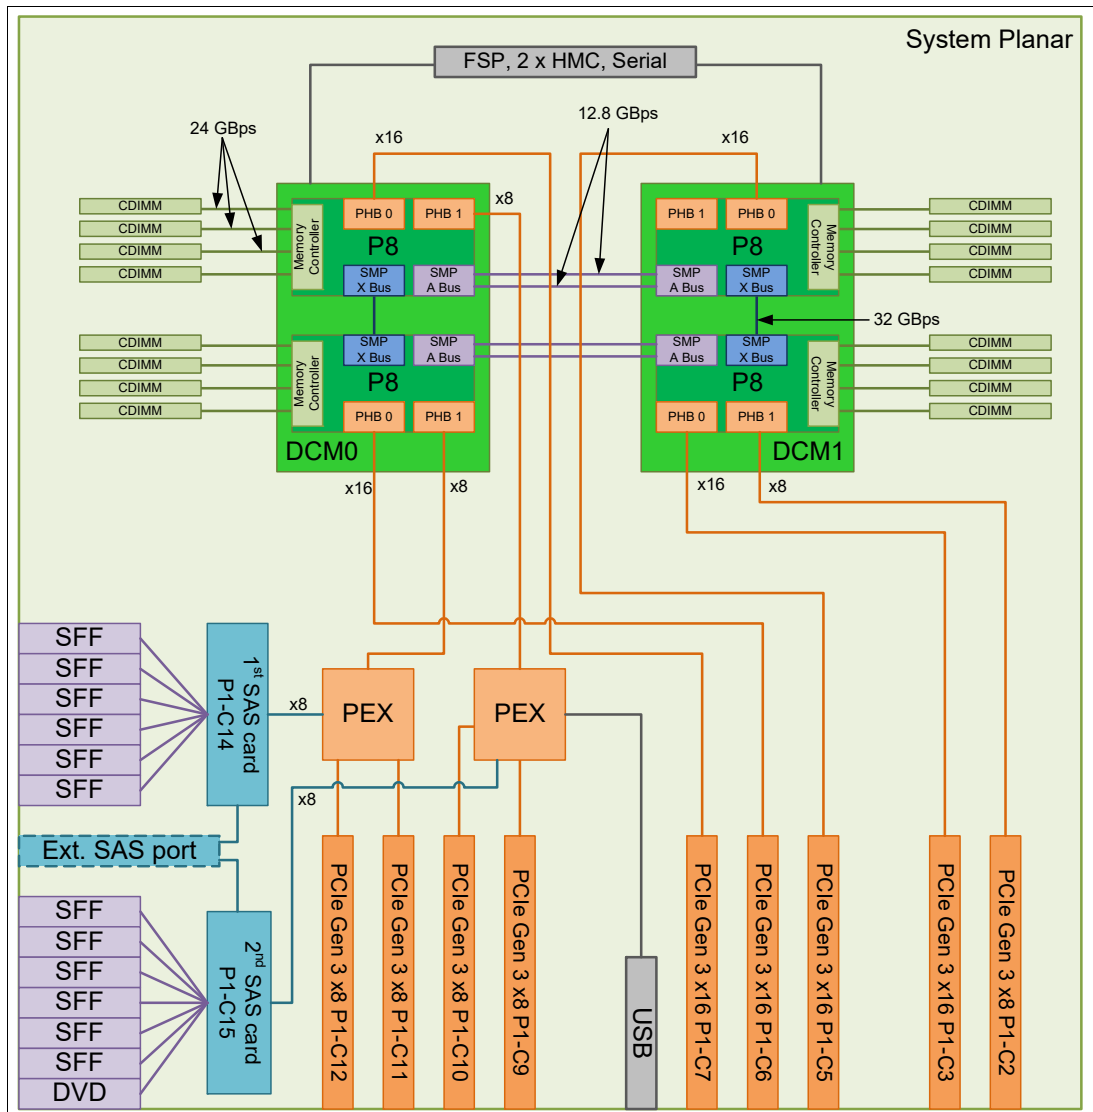 System Planar
FSP, 2 x HMC, Serial
24 GBps
12.8 GBps
x16
x16
x8
CDIMM
CDIMM
CDIMM
CDIMM
Memory
Controller
PHB 0
PHB 1
P8
SMP
X Bus
SMP
A Bus
PHB 1
PHB 0
P8
SMP
A Bus
SMP
X Bus
Memory
Controller
CDIMM
CDIMM
CDIMM
CDIMM
32 GBps
CDIMM
CDIMM
CDIMM
CDIMM
Memory
Controller
SMP
X Bus
SMP
A Bus
P8
PHB 0
PHB 1
DCM0
SMP
A Bus
SMP
X Bus
P8
PHB 0
PHB 1
Memory
Controller
DCM1
CDIMM
CDIMM
CDIMM
CDIMM
x16
x8
x16
x8
SFF
SFF
SFF
SFF
SFF
SFF
1st SAS card
P1-C14
x8
PEX
PEX
x8
Ext. SAS port
SFF
SFF
SFF
SFF
SFF
SFF
DVD
2nd SAS card
P1-C15
PCIe Gen 3 x8 P1-C12
PCIe Gen 3 x8 P1-C11
PCIe Gen 3 x8 P1-C10
PCIe Gen 3 x8 P1-C9
USB
PCIe Gen 3 x16 P1-C7
PCIe Gen 3 x16 P1-C6
PCIe Gen 3 x16 P1-C5
PCIe Gen 3 x16 P1-C3
PCIe Gen 3 x8 P1-C2